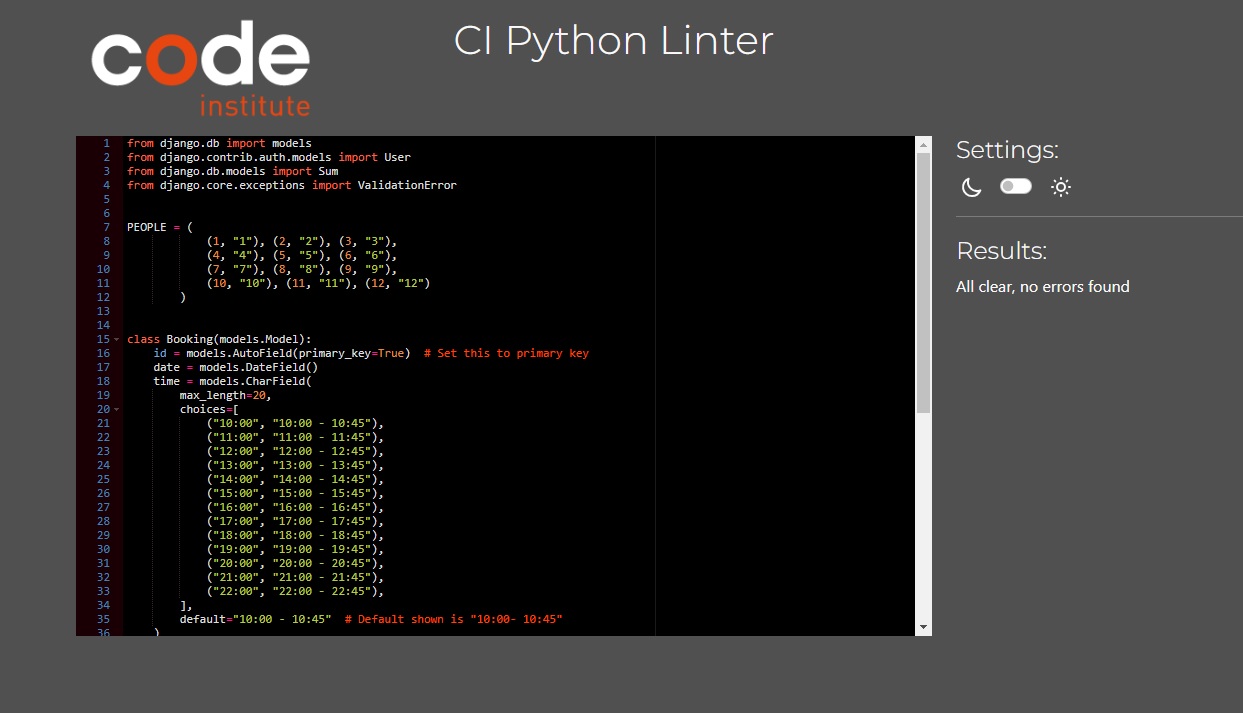 code
institute
CI Python Linter
1 from django.db import models
2 from django.contrib.auth.models import User
3 from django.db.models import Sum
4 from django.core.exceptions import ValidationError
5
6
7 PEOPLE = (
8 (1, "1"), (2, "2"), (3, "3"),
9 (4, "4"), (5, "5"), (6, "6"),
10 (7, "7"), (8, "8"), (9, "9"),
11 (10, "10"), (11, "11"), (12, "12")
12 )
13
14
15 class Booking(models.Model):
16 id = models.AutoField(primary_key=True)  # Set this to primary key
17 date = models.DateField()
18 time = models.CharField(
19 max_length=20,
20 choices=[
21 ("10:00", "10:00 - 10:45"),
22 ("11:00", "11:00 - 11:45"),
23 ("12:00", "12:00 - 12:45"),
24 ("13:00", "13:00 - 13:45"),
25 ("14:00", "14:00 - 14:45"),
26 ("15:00", "15:00 - 15:45"),
27 ("16:00", "16:00 - 16:45"),
28 ("17:00", "17:00 - 17:45"),
29 ("18:00", "18:00 - 18:45"),
30 ("19:00", "19:00 - 19:45"),
31 ("20:00", "20:00 - 20:45"),
32 ("21:00", "21:00 - 21:45"),
33 ("22:00", "22:00 - 22:45"),
34 ],
35 default="10:00 - 10:45"  # Default shown is "10:00- 10:45"
36 )
Settings:
Results:
All clear, no errors found